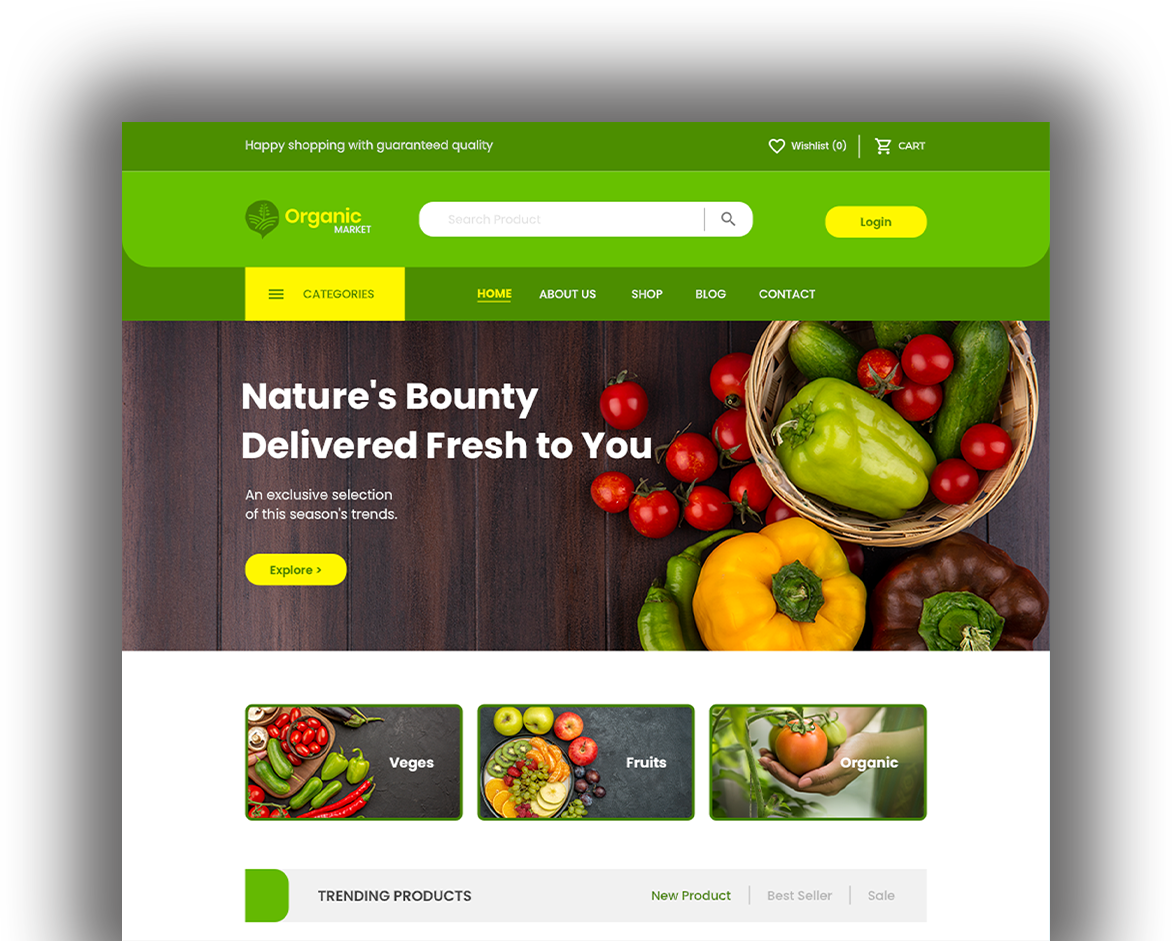 Happy shopping with guaranteed quality
Wishlist (0)
CART
Organic
MARKET
Search Product
Login
CATEGORIES
HOME
ABOUT US
SHOP
BLOG
CONTACT
Nature's Bounty
Delivered Fresh to You
An exclusive selection
of this season's trends.
Explore >
Veges
Fruits
Organic
TRENDING PRODUCTS
New Product
Best Seller
Sale